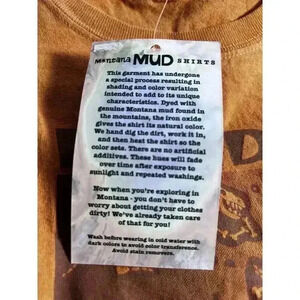 Montana MUD SHIRTS
This garment has undergone
a special process resulting in
shading and color variation
intended to add to its unique
characteristics. Dyed with
genuine Montana mud found in
the mountains, the iron oxide
gives the shirt its natural color.
We hand dig the dirt, work it in,
and then heat the shirt so the
color sets. There are no artificial
additives. These hues will fade
over time after exposure to
sunlight and repeated washings.
Now when you're exploring in
Montana - you don't have to
worry about getting your clothes
dirty! We've already taken care
of that for you!
Wash before wearing in cold water with
dark colors to avoid color transference.
Avoid stain removers.